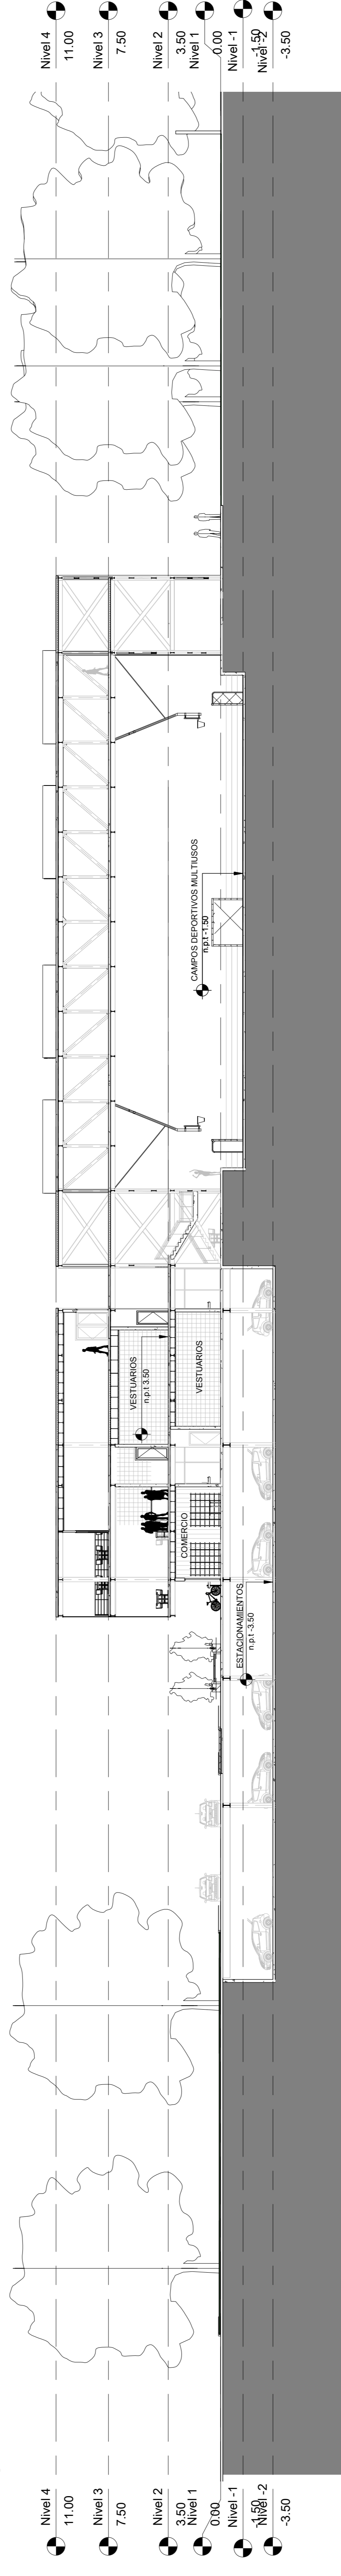 Nivel 4
11.00
Nivel 3
7.50
Nivel 2
3.50
Nivel 1
0.00
Nivel -1
-1.50
Nivel -2
-3.50
CAMPOS DEPORTIVOS MULTIUSOS
n.p.t -1.50
VESTUARIOS
n.p.t 3.50
VESTUARIOS
COMERCIO
ESTACIONAMIENTOS
n.p.t -3.50
Nivel 4
11.00
Nivel 3
7.50
Nivel 2
3.50
Nivel 1
0.00
Nivel -1
-1.50
Nivel -2
-3.50